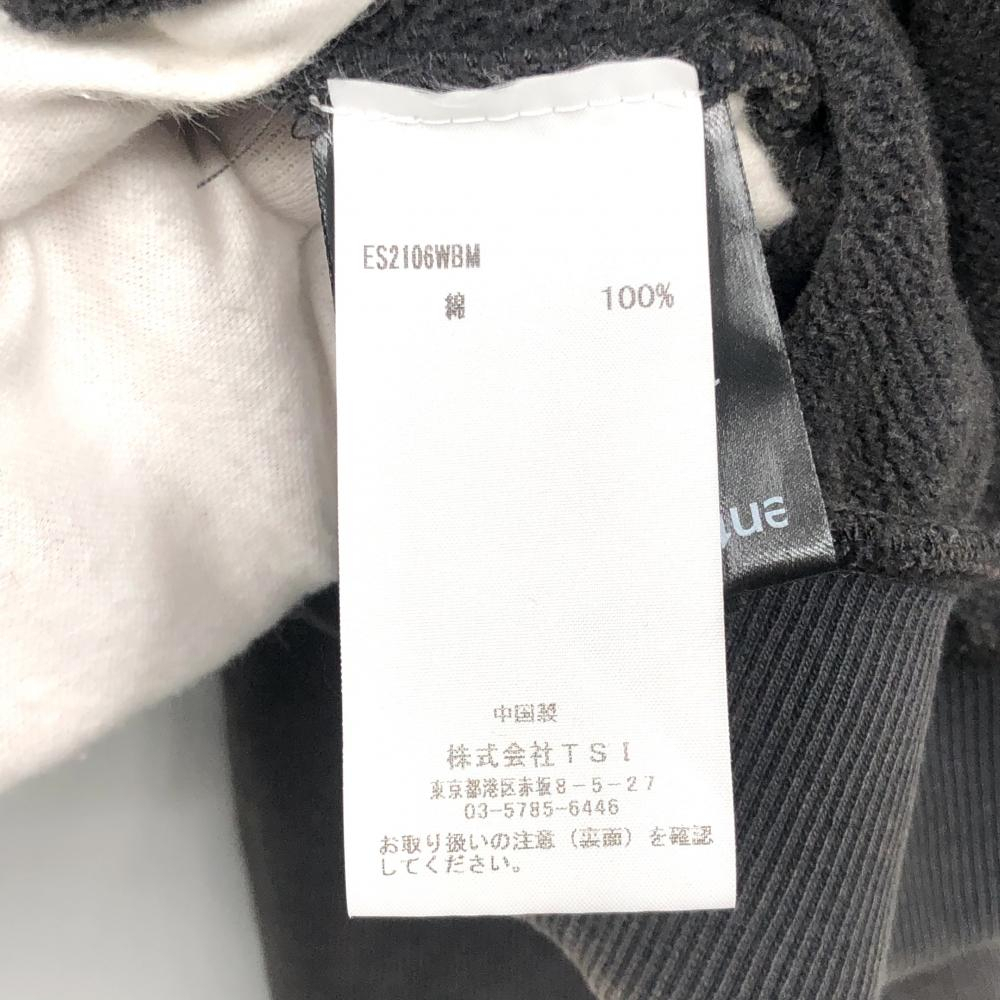 ES2106WBM
綿 100%
中国製
株式会社TSI
東京都港区赤坂8-5-27
03-5785-6446
お取り扱いの注意(裏面)を確認
してください。